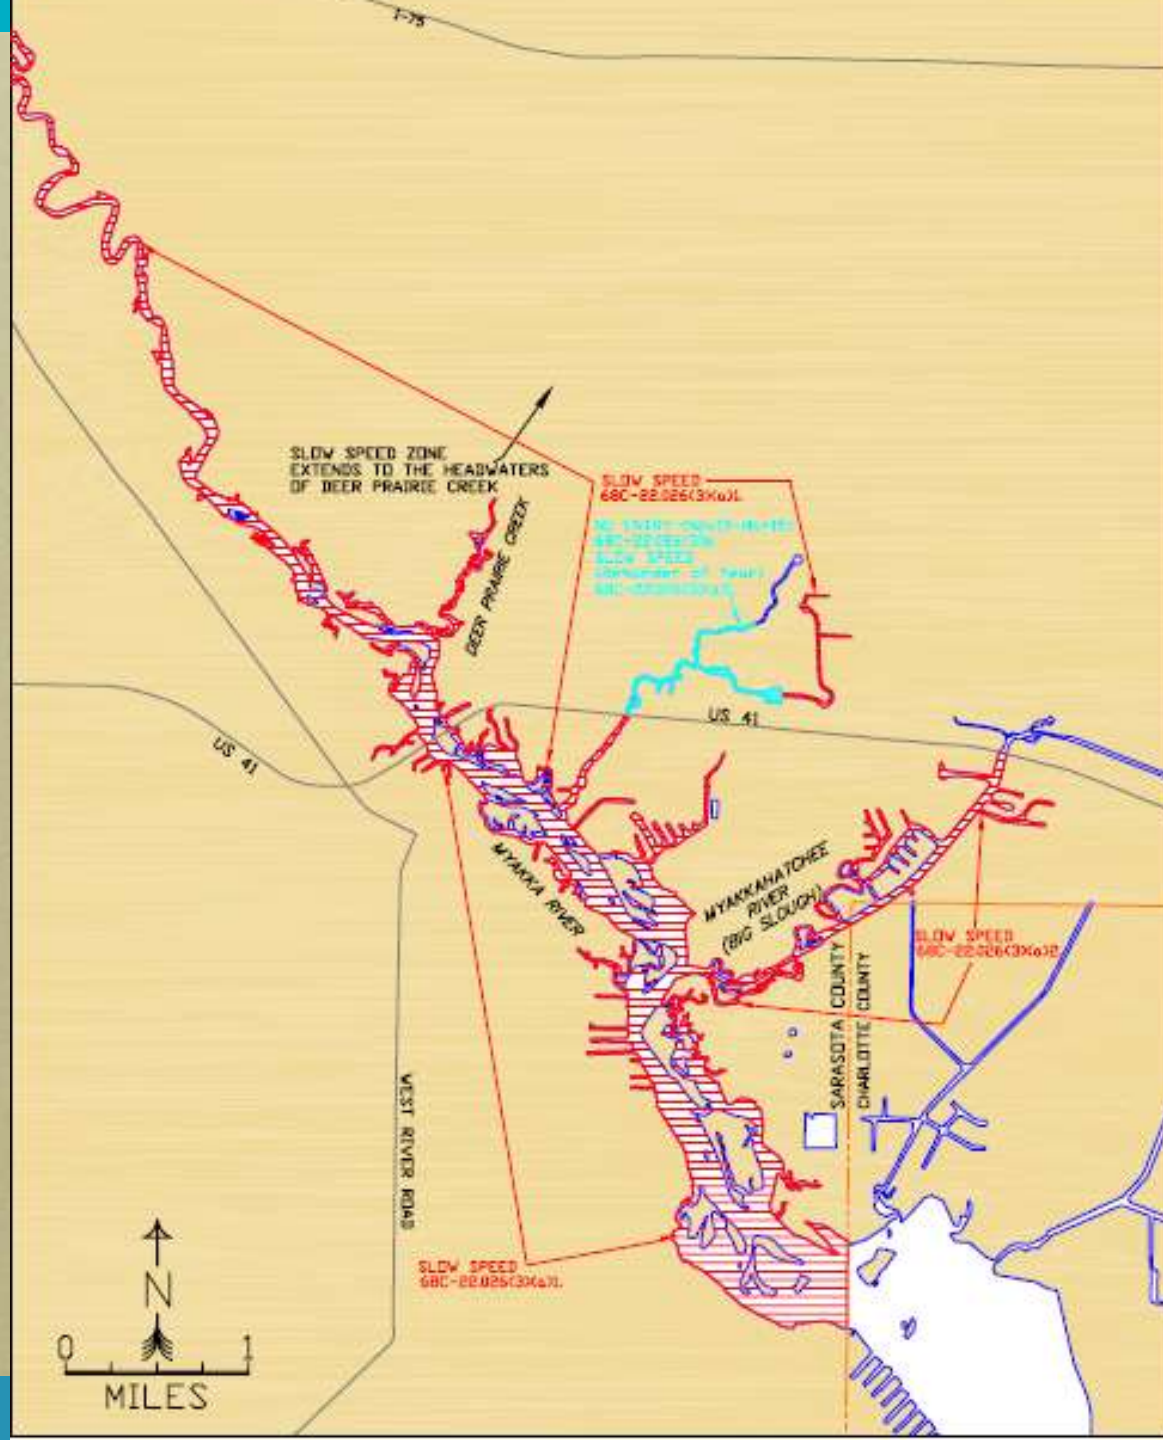 I-75
SLOW SPEED ZONE
EXTENDS TO THE HEADWATERS
OF DEER PRAIRIE CREEK
SLOW SPEED
68C-22.026(3)(a)1.
SLOW SPEED
DEER PRAIRIE CREEK
US 41
US 41
MYAKKA RIVER
MYAKKAHATCHEE
RIVER
(BIG SLOUGH)
SLOW SPEED
68C-22.026(3)(a)2.
SARASOTA COUNTY
CHARLOTTE COUNTY
WEST RIVER ROAD
SLOW SPEED
68C-22.026(3)(a)1.
N
0 1
MILES